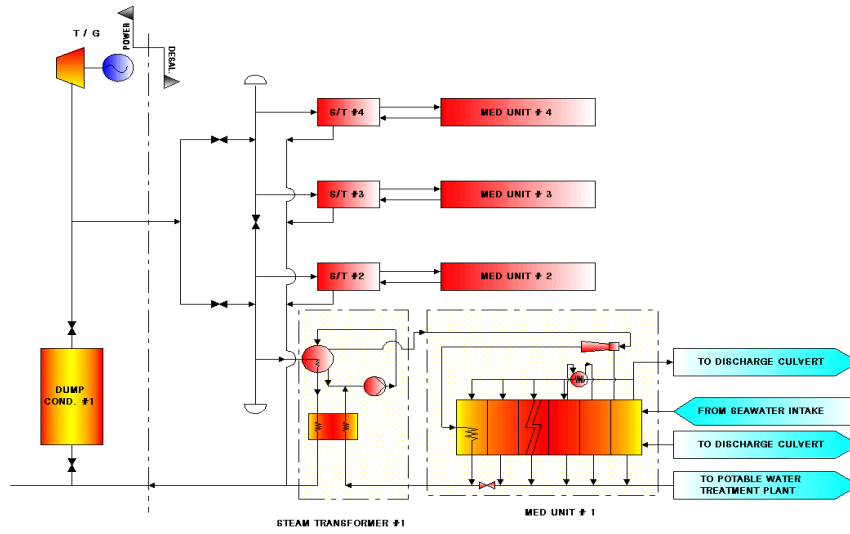 T / G
POWER
DESAL.
S/T #4
MED UNIT # 4
S/T #3
MED UNIT # 3
S/T #2
MED UNIT # 2
DUMP
COND. #1
TO DISCHARGE CULVERT
FROM SEAWATER INTAKE
TO DISCHARGE CULVERT
TO POTABLE WATER
TREATMENT PLANT
STEAM TRANSFORMER #1
MED UNIT # 1